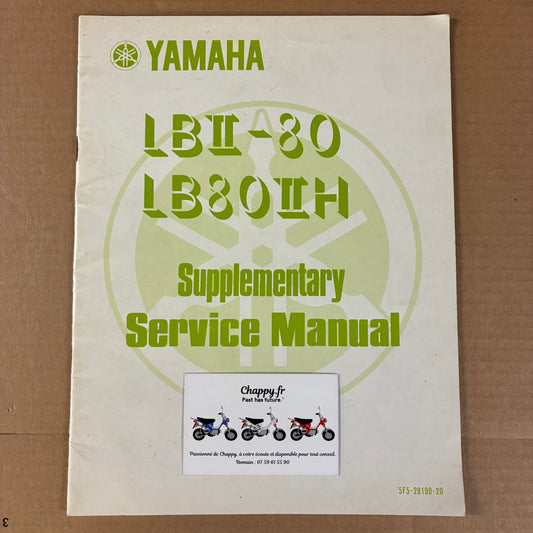 YAMAHA
LBII-80
LB80IIH
Supplementary
Service Manual
Chappy.fr
Past has future.
"Passionné de Chappy, à votre écoute et disponible pour tout conseil.
Romain : 07 59 61 55 90
5F5-28199-20
3